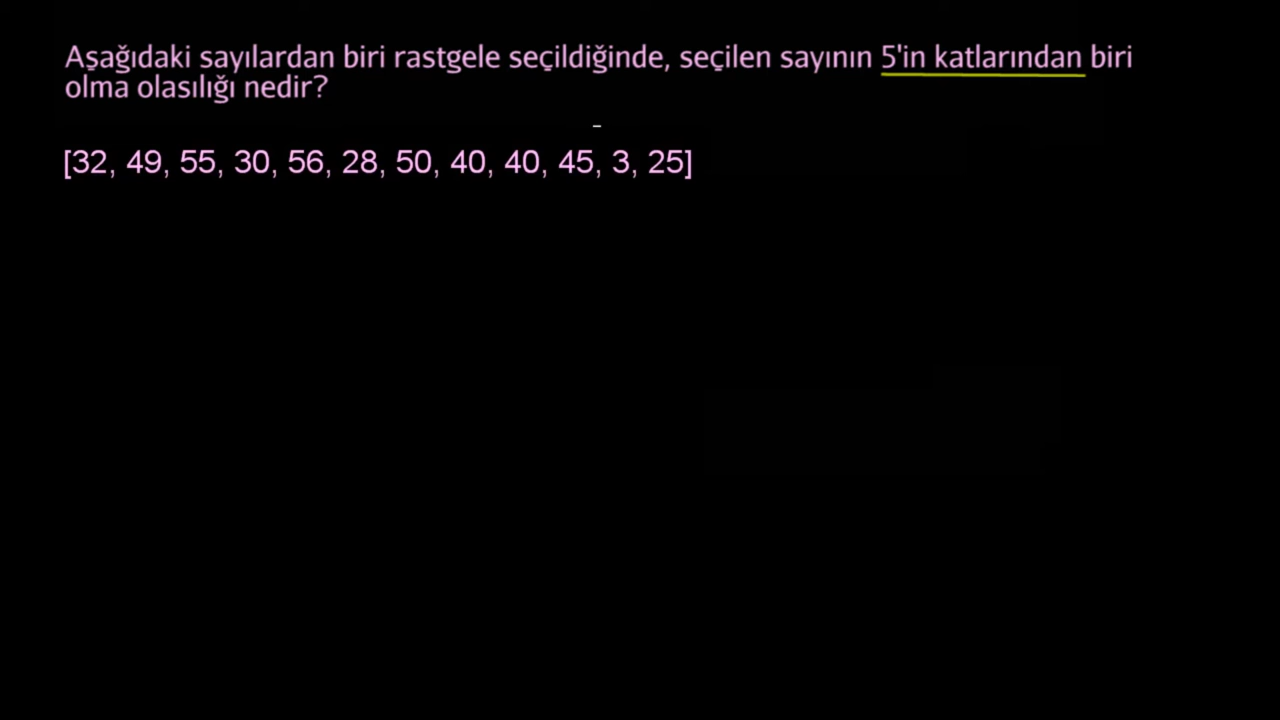 Aşağıdaki sayılardan biri rastgele seçildiğinde, seçilen sayının 5'in katlarından biri
olma olasılığı nedir?
[32, 49, 55, 30, 56, 28, 50, 40, 40, 45, 3, 25]